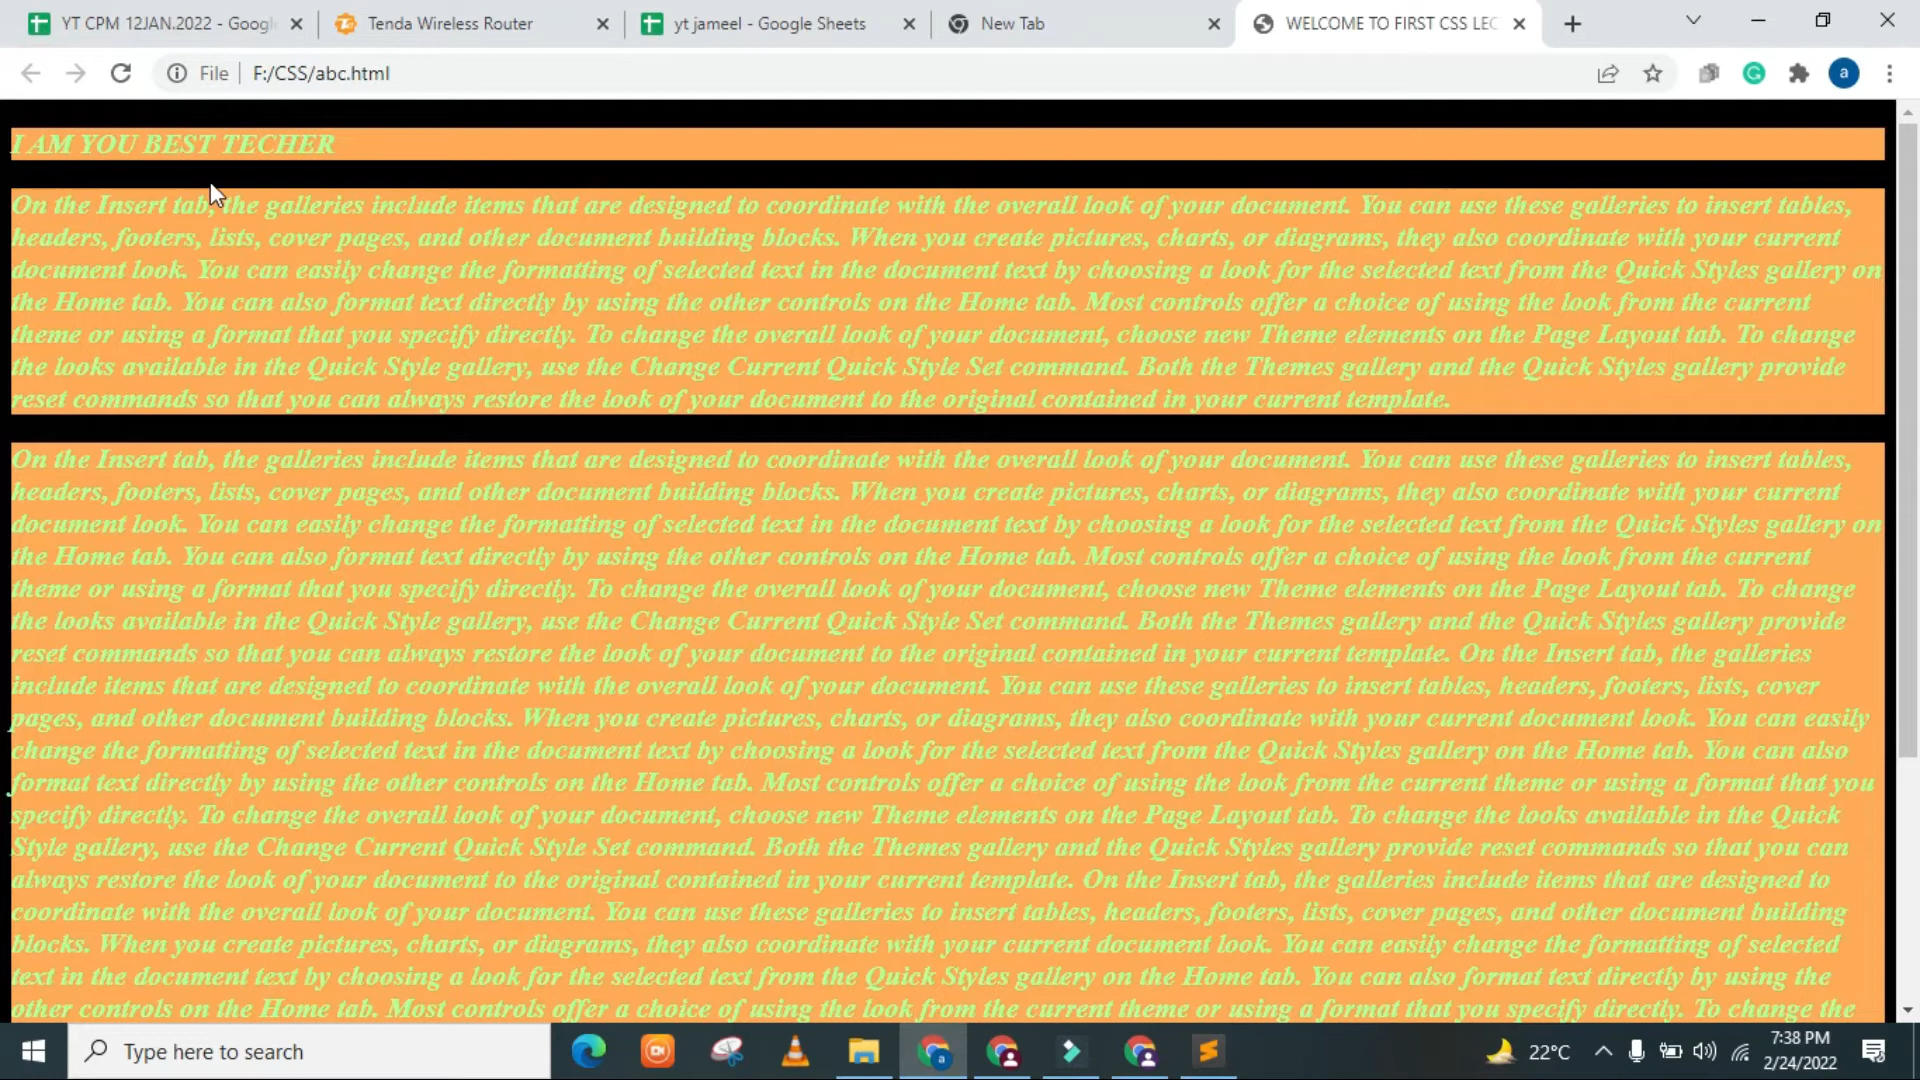 YT CPM 12JAN.2022 - Googl
Tenda Wireless Router
yt jameel - Google Sheets
New Tab
WELCOME TO FIRST CSS LEC
File
F:/CSS/abc.html
a
I AM YOU BEST TECHER
On the Insert tab, the galleries include items that are designed to coordinate with the overall look of your document. You can use these galleries to insert tables,
headers, footers, lists, cover pages, and other document building blocks. When you create pictures, charts, or diagrams, they also coordinate with your current
document look. You can easily change the formatting of selected text in the document text by choosing a look for the selected text from the Quick Styles gallery on
the Home tab. You can also format text directly by using the other controls on the Home tab. Most controls offer a choice of using the look from the current
theme or using a format that you specify directly. To change the overall look of your document, choose new Theme elements on the Page Layout tab. To change
the looks available in the Quick Style gallery, use the Change Current Quick Style Set command. Both the Themes gallery and the Quick Styles gallery provide
reset commands so that you can always restore the look of your document to the original contained in your current template.
On the Insert tab, the galleries include items that are designed to coordinate with the overall look of your document. You can use these galleries to insert tables,
headers, footers, lists, cover pages, and other document building blocks. When you create pictures, charts, or diagrams, they also coordinate with your current
document look. You can easily change the formatting of selected text in the document text by choosing a look for the selected text from the Quick Styles gallery on
the Home tab. You can also format text directly by using the other controls on the Home tab. Most controls offer a choice of using the look from the current
theme or using a format that you specify directly. To change the overall look of your document, choose new Theme elements on the Page Layout tab. To change
the looks available in the Quick Style gallery, use the Change Current Quick Style Set command. Both the Themes gallery and the Quick Styles gallery provide
reset commands so that you can always restore the look of your document to the original contained in your current template. On the Insert tab, the galleries
include items that are designed to coordinate with the overall look of your document. You can use these galleries to insert tables, headers, footers, lists, cover
pages, and other document building blocks. When you create pictures, charts, or diagrams, they also coordinate with your current document look. You can easily
change the formatting of selected text in the document text by choosing a look for the selected text from the Quick Styles gallery on the Home tab. You can also
format text directly by using the other controls on the Home tab. Most controls offer a choice of using the look from the current theme or using a format that you
specify directly. To change the overall look of your document, choose new Theme elements on the Page Layout tab. To change the looks available in the Quick
Style gallery, use the Change Current Quick Style Set command. Both the Themes gallery and the Quick Styles gallery provide reset commands so that you can
always restore the look of your document to the original contained in your current template. On the Insert tab, the galleries include items that are designed to
coordinate with the overall look of your document. You can use these galleries to insert tables, headers, footers, lists, cover pages, and other document building
blocks. When you create pictures, charts, or diagrams, they also coordinate with your current document look. You can easily change the formatting of selected
text in the document text by choosing a look for the selected text from the Quick Styles gallery on the Home tab. You can also format text directly by using the
other controls on the Home tab. Most controls offer a choice of using the look from the current theme or using a format that you specify directly. To change the
Type here to search
22°C
7:38 PM
2/24/2022